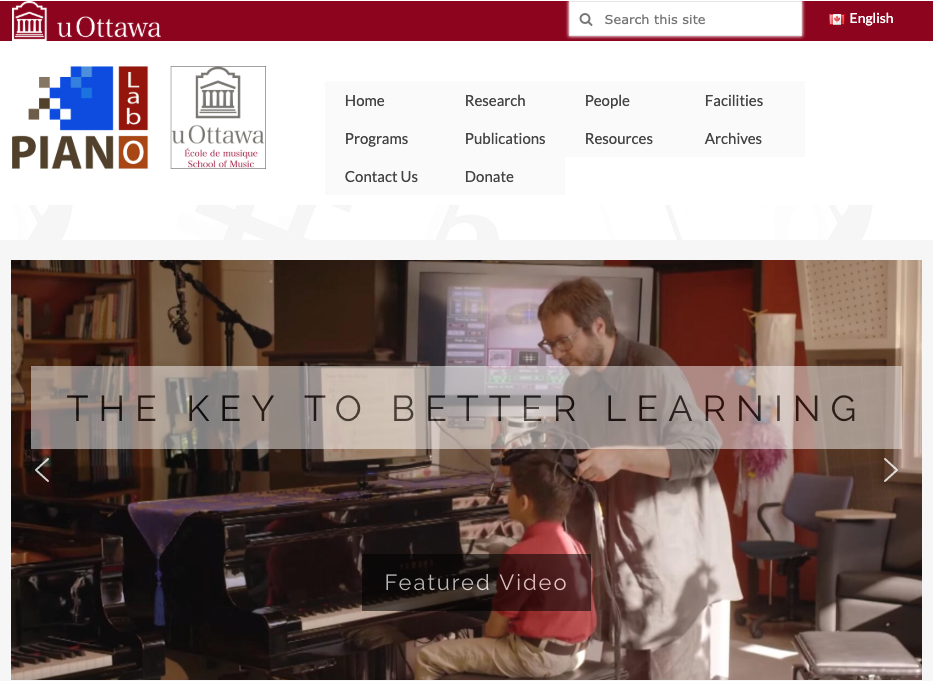 uOttawa
Search this site
English
Lab
PIANO
uOttawa
École de musique
School of Music
Home Research People Facilities
Programs Publications Resources Archives
Contact Us Donate
THE KEY TO BETTER LEARNING
Featured Video